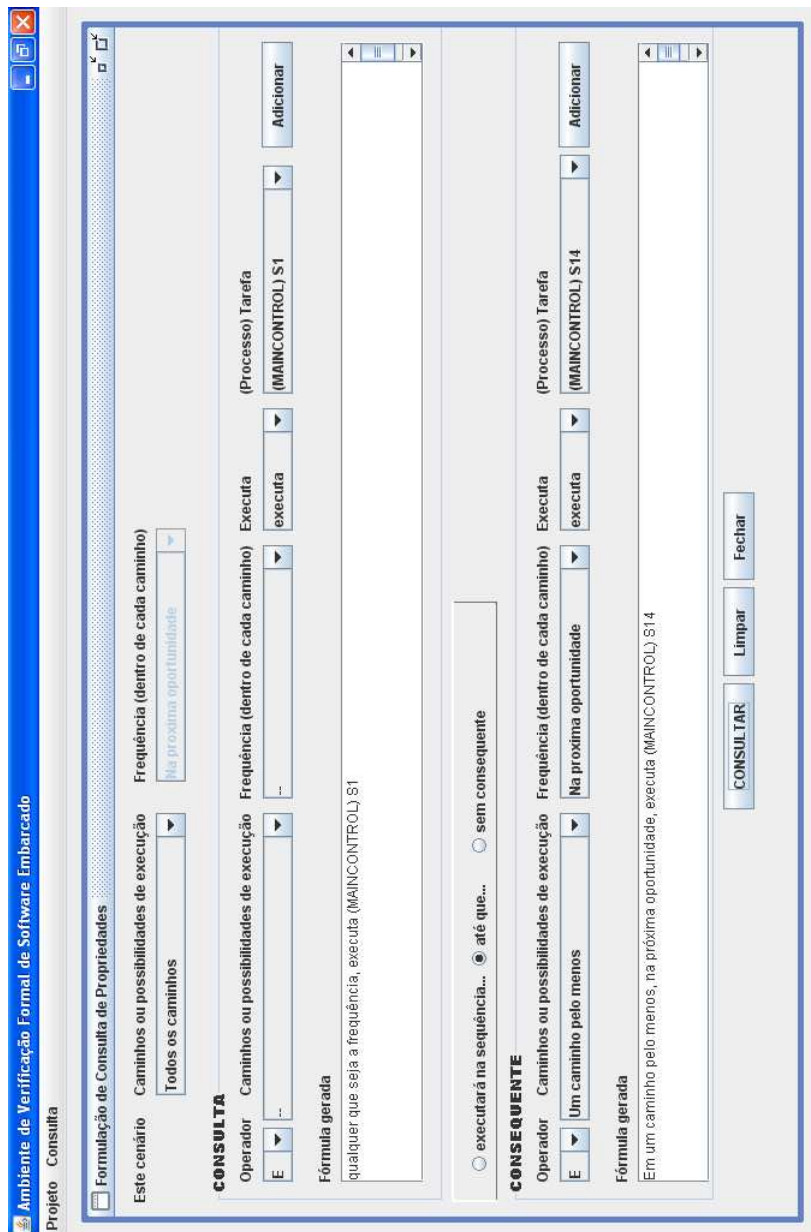 Ambiente de Verificação Formal de Software Embarcado
Projeto Consulta
Formulação de Consulta de Propriedades
Este cenário Caminhos ou possibilidades de execução Frequência (dentro de cada caminho)
Todos os caminhos Na proxima oportunidade
CONSULTA
Operador Caminhos ou possibilidades de execução Frequência (dentro de cada caminho) Executa (Processo) Tarefa
E -- -- executa (MAINCONTROL) S1 Adicionar
Fórmula gerada
qualquer que seja a frequência, executa (MAINCONTROL) S1
executará na sequência... até que... sem consequente
CONSEQUENTE
Operador Caminhos ou possibilidades de execução Frequência (dentro de cada caminho) Executa (Processo) Tarefa
E Um caminho pelo menos Na proxima oportunidade executa (MAINCONTROL) S14 Adicionar
Fórmula gerada
Em um caminho pelo menos, na próxima oportunidade, executa (MAINCONTROL) S14
CONSULTAR Limpar Fechar